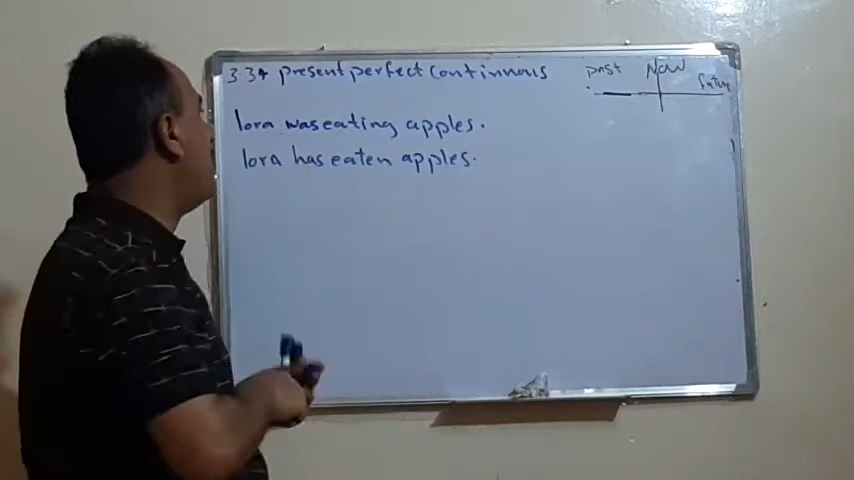 3.34 present perfect continuous
past Now future
lora was eating apples.
lora has eaten apples.